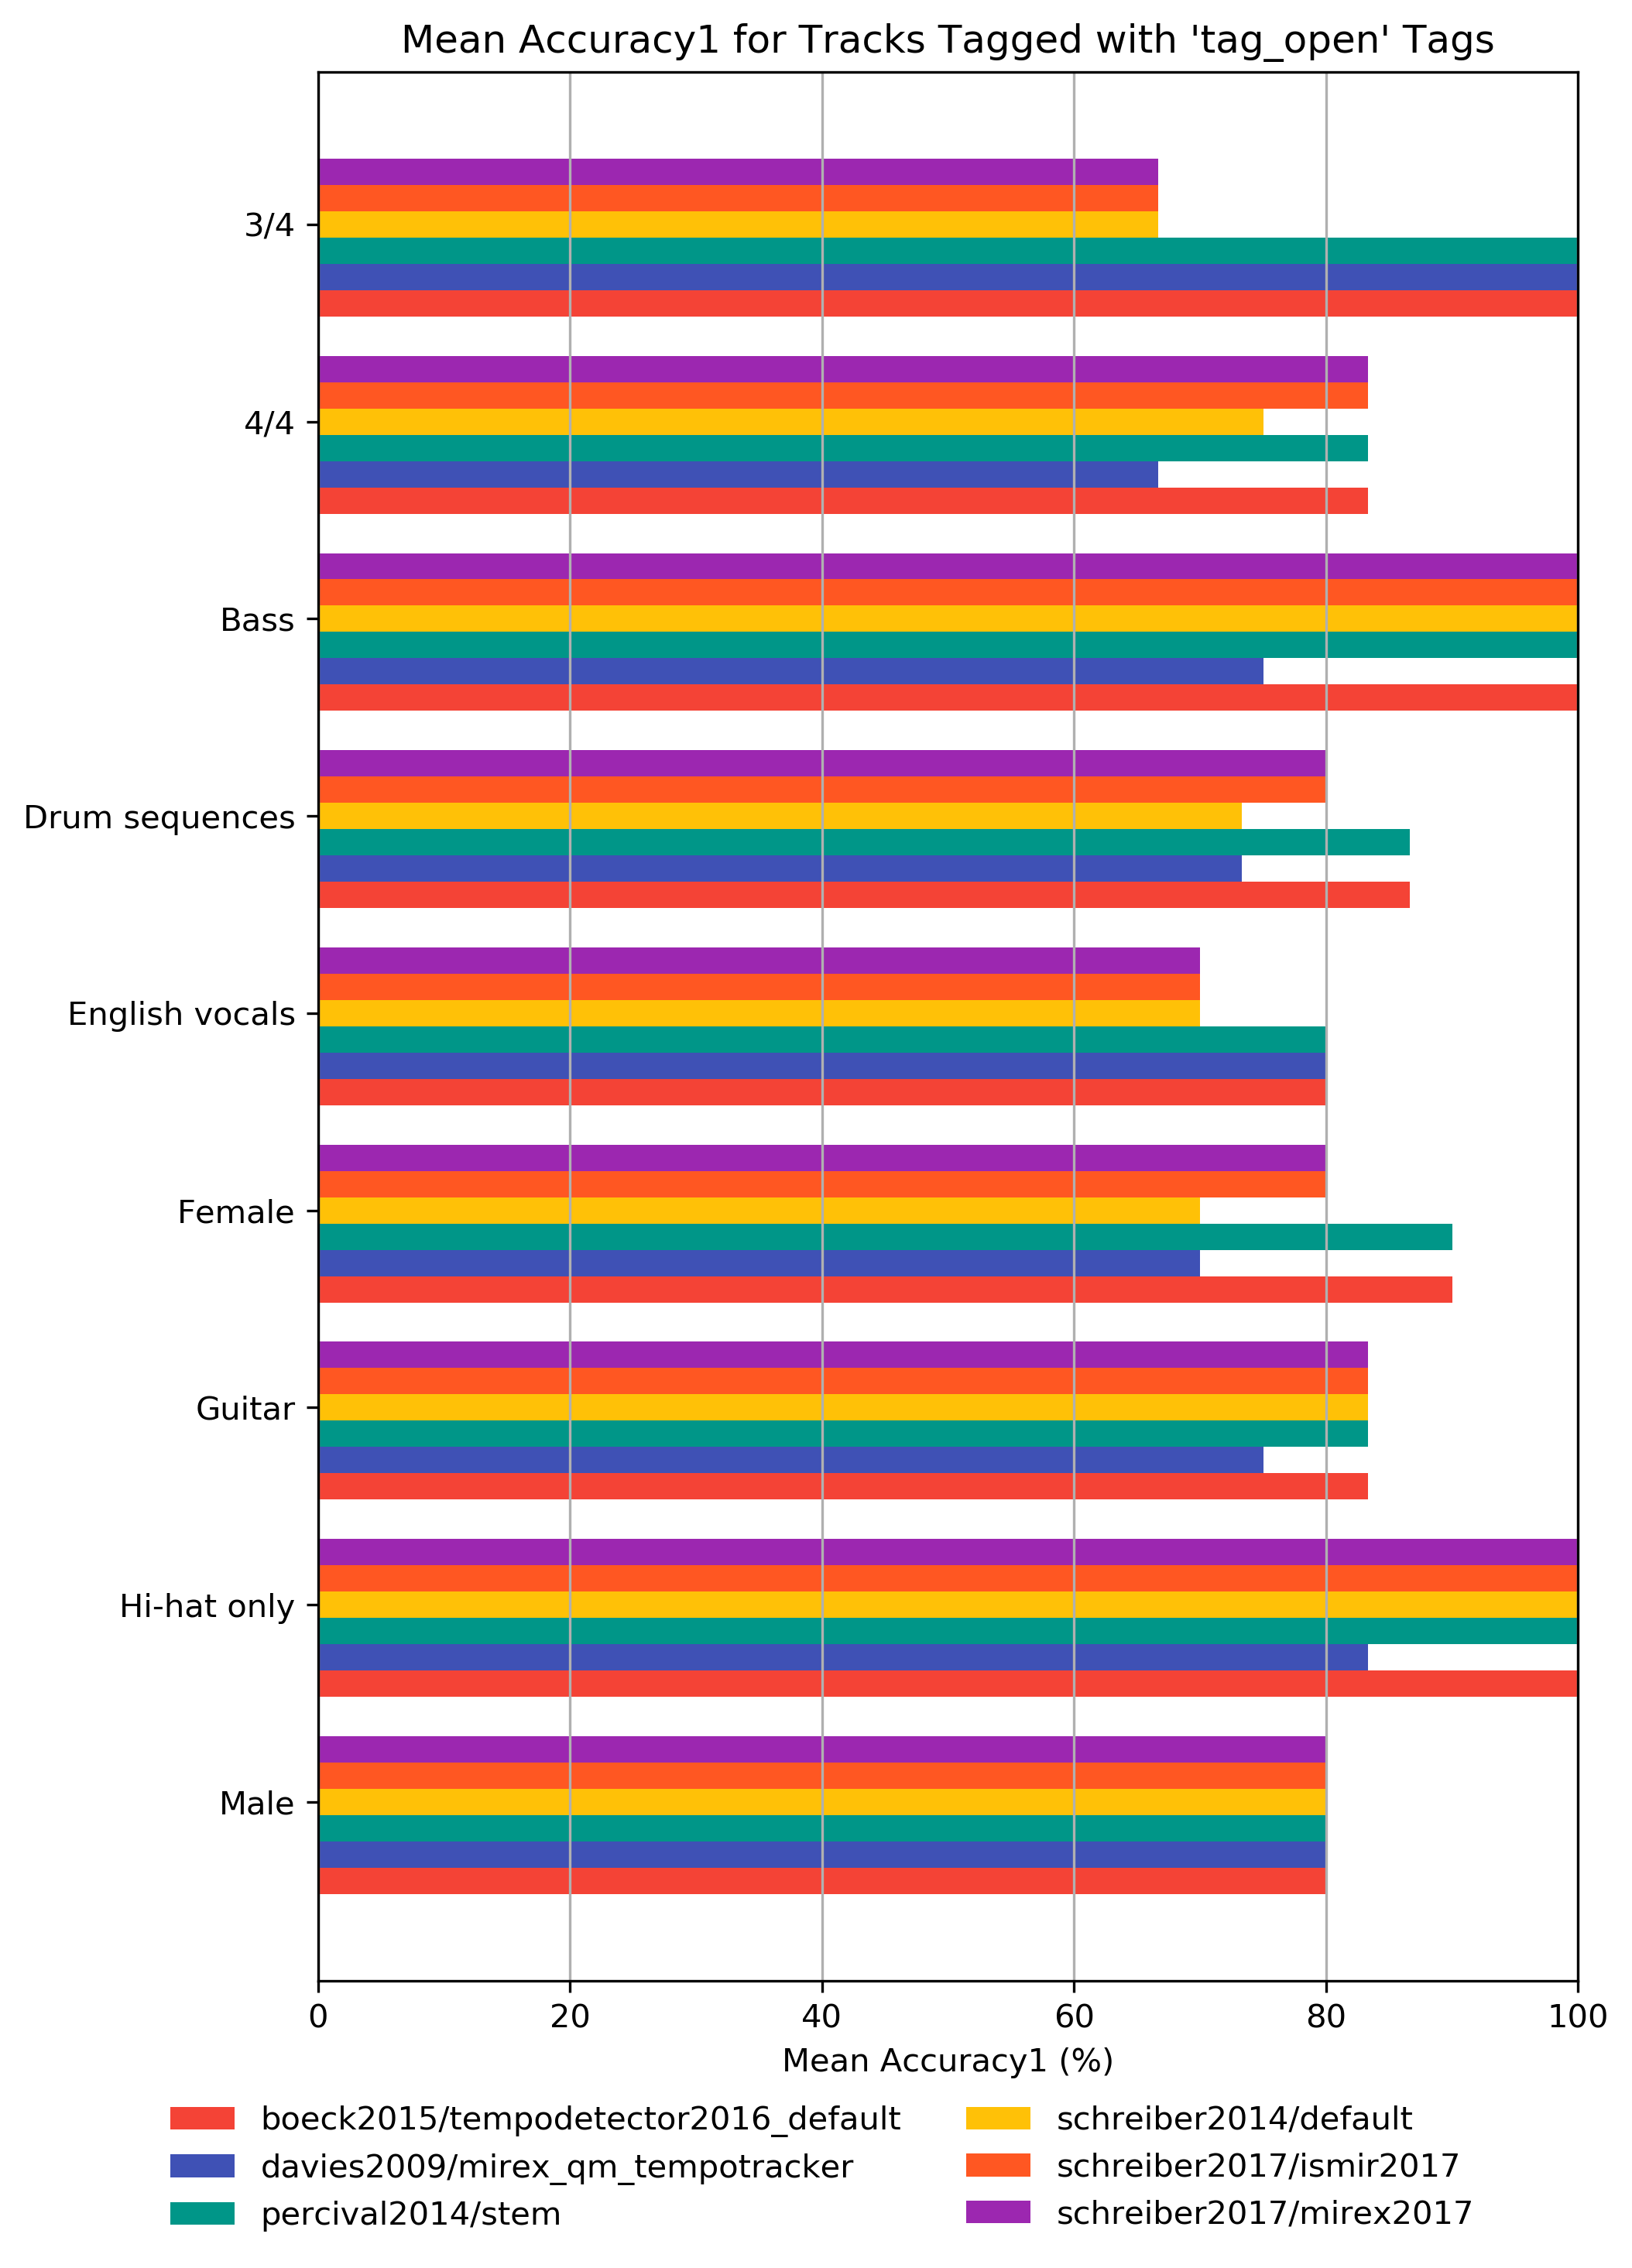 Mean Accuracy1 for Tracks Tagged with 'tag_open' Tags
3/4
4/4
Bass
Drum sequences
English vocals
Female
Guitar
Hi-hat only
Male
0 20 40 60 80 100
Mean Accuracy1 (%)
boeck2015/tempodetector2016_default
davies2009/mirex_qm_tempotracker
percival2014/stem
schreiber2014/default
schreiber2017/ismir2017
schreiber2017/mirex2017